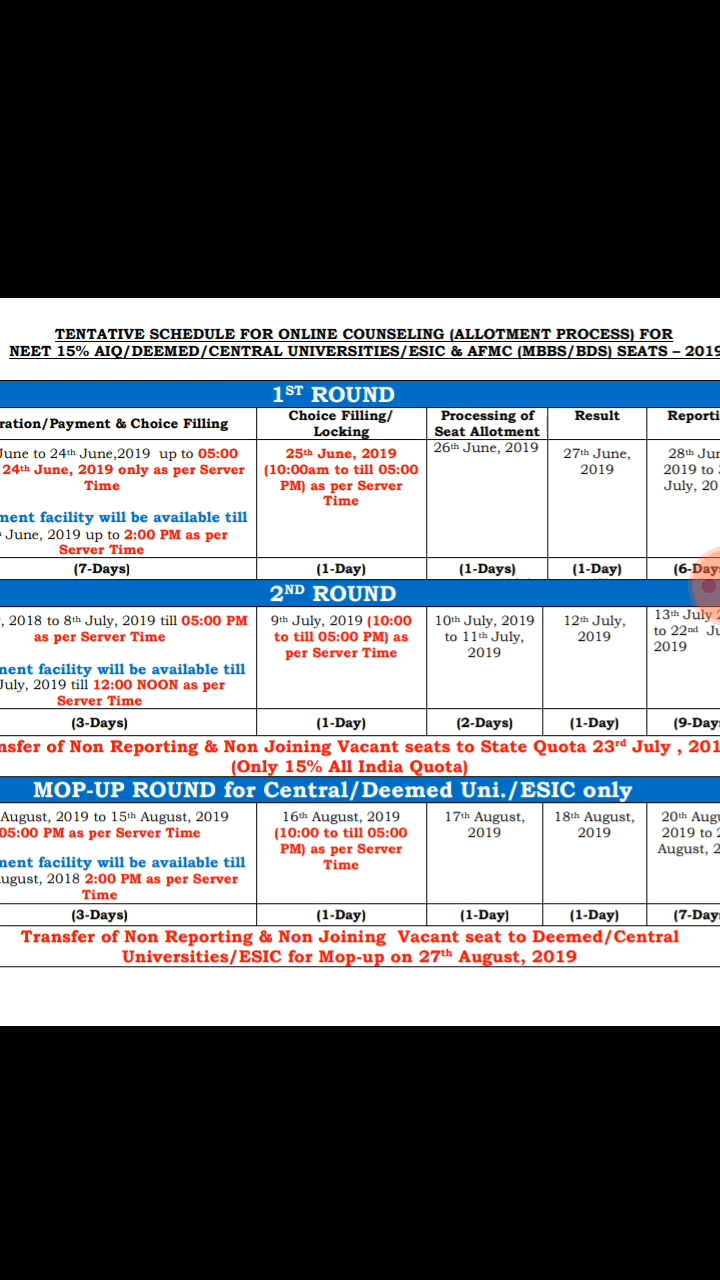 TENTATIVE SCHEDULE FOR ONLINE COUNSELING (ALLOTMENT PROCESS) FOR
NEET 15% AIQ/DEEMED/CENTRAL UNIVERSITIES/ESIC & AFMC (MBBS/BDS) SEATS – 2019
1ST ROUND
ration/Payment & Choice Filling
Choice Filling/
Locking
Processing of
Seat Allotment
Result
Reporti
June to 24th June,2019 up to 05:00
24th June, 2019 only as per Server
Time
ment facility will be available till
June, 2019 up to 2:00 PM as per
Server Time
25th June, 2019
(10:00am to till 05:00
PM) as per Server
Time
26th June, 2019
27th June,
2019
28th Jun
2019 to
July, 20
(7-Days)
(1-Day)
(1-Days)
(1-Day)
(6-Day
2ND ROUND
, 2018 to 8th July, 2019 till 05:00 PM
as per Server Time
ment facility will be available till
July, 2019 till 12:00 NOON as per
Server Time
9th July, 2019 (10:00
to till 05:00 PM) as
per Server Time
10th July, 2019
to 11th July,
2019
12th July,
2019
13th July
to 22nd Ju
2019
(3-Days)
(1-Day)
(2-Days)
(1-Day)
(9-Day
nsfer of Non Reporting & Non Joining Vacant seats to State Quota 23rd July , 201
(Only 15% All India Quota)
MOP-UP ROUND for Central/Deemed Uni./ESIC only
August, 2019 to 15th August, 2019
05:00 PM as per Server Time
ment facility will be available till
ugust, 2018 2:00 PM as per Server
Time
16th August, 2019
(10:00 to till 05:00
PM) as per Server
Time
17th August,
2019
18th August,
2019
20th Augu
2019 to 2
August, 2
(3-Days)
(1-Day)
(1-Day)
(1-Day)
(7-Day
Transfer of Non Reporting & Non Joining Vacant seat to Deemed/Central
Universities/ESIC for Mop-up on 27th August, 2019